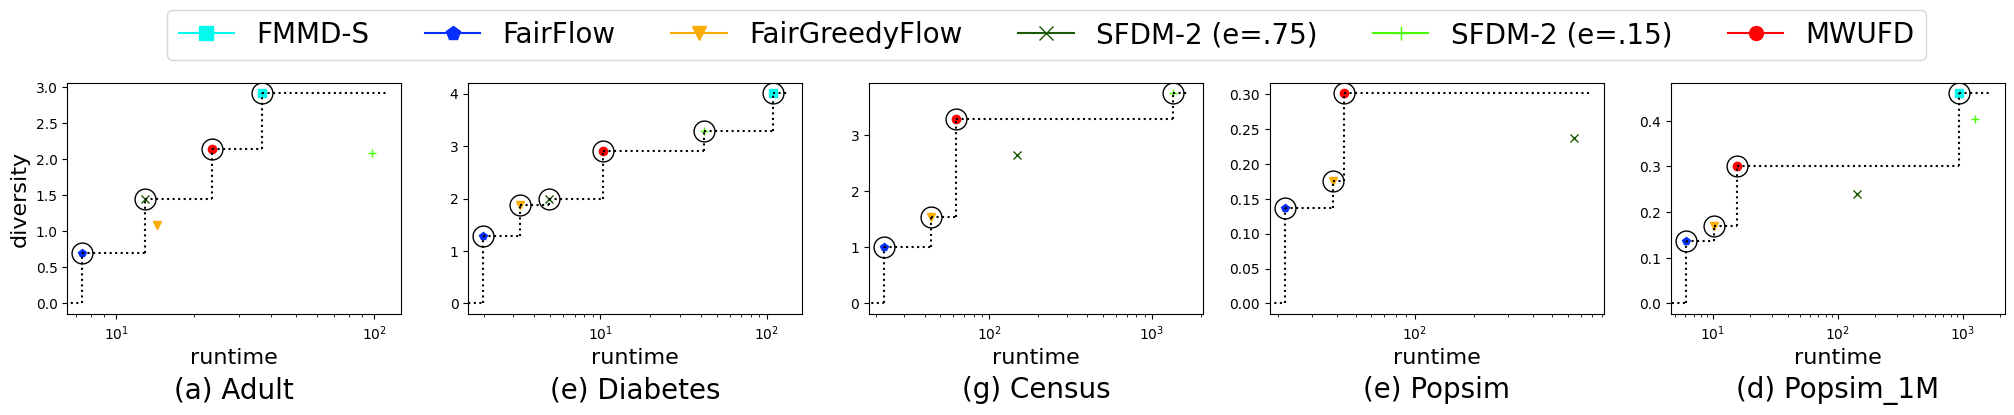 FMMD-S FairFlow FairGreedyFlow SFDM-2 (e=.75) SFDM-2 (e=.15) MWUFD
diversity
3.0
2.5
2.0
1.5
1.0
0.5
0.0
10¹ 10²
runtime
(a) Adult
4
3
2
1
0
10¹ 10²
runtime
(e) Diabetes
3
2
1
0
10² 10³
runtime
(g) Census
0.30
0.25
0.20
0.15
0.10
0.05
0.00
10²
runtime
(e) Popsim
0.4
0.3
0.2
0.1
0.0
10¹ 10² 10³
runtime
(d) Popsim_1M